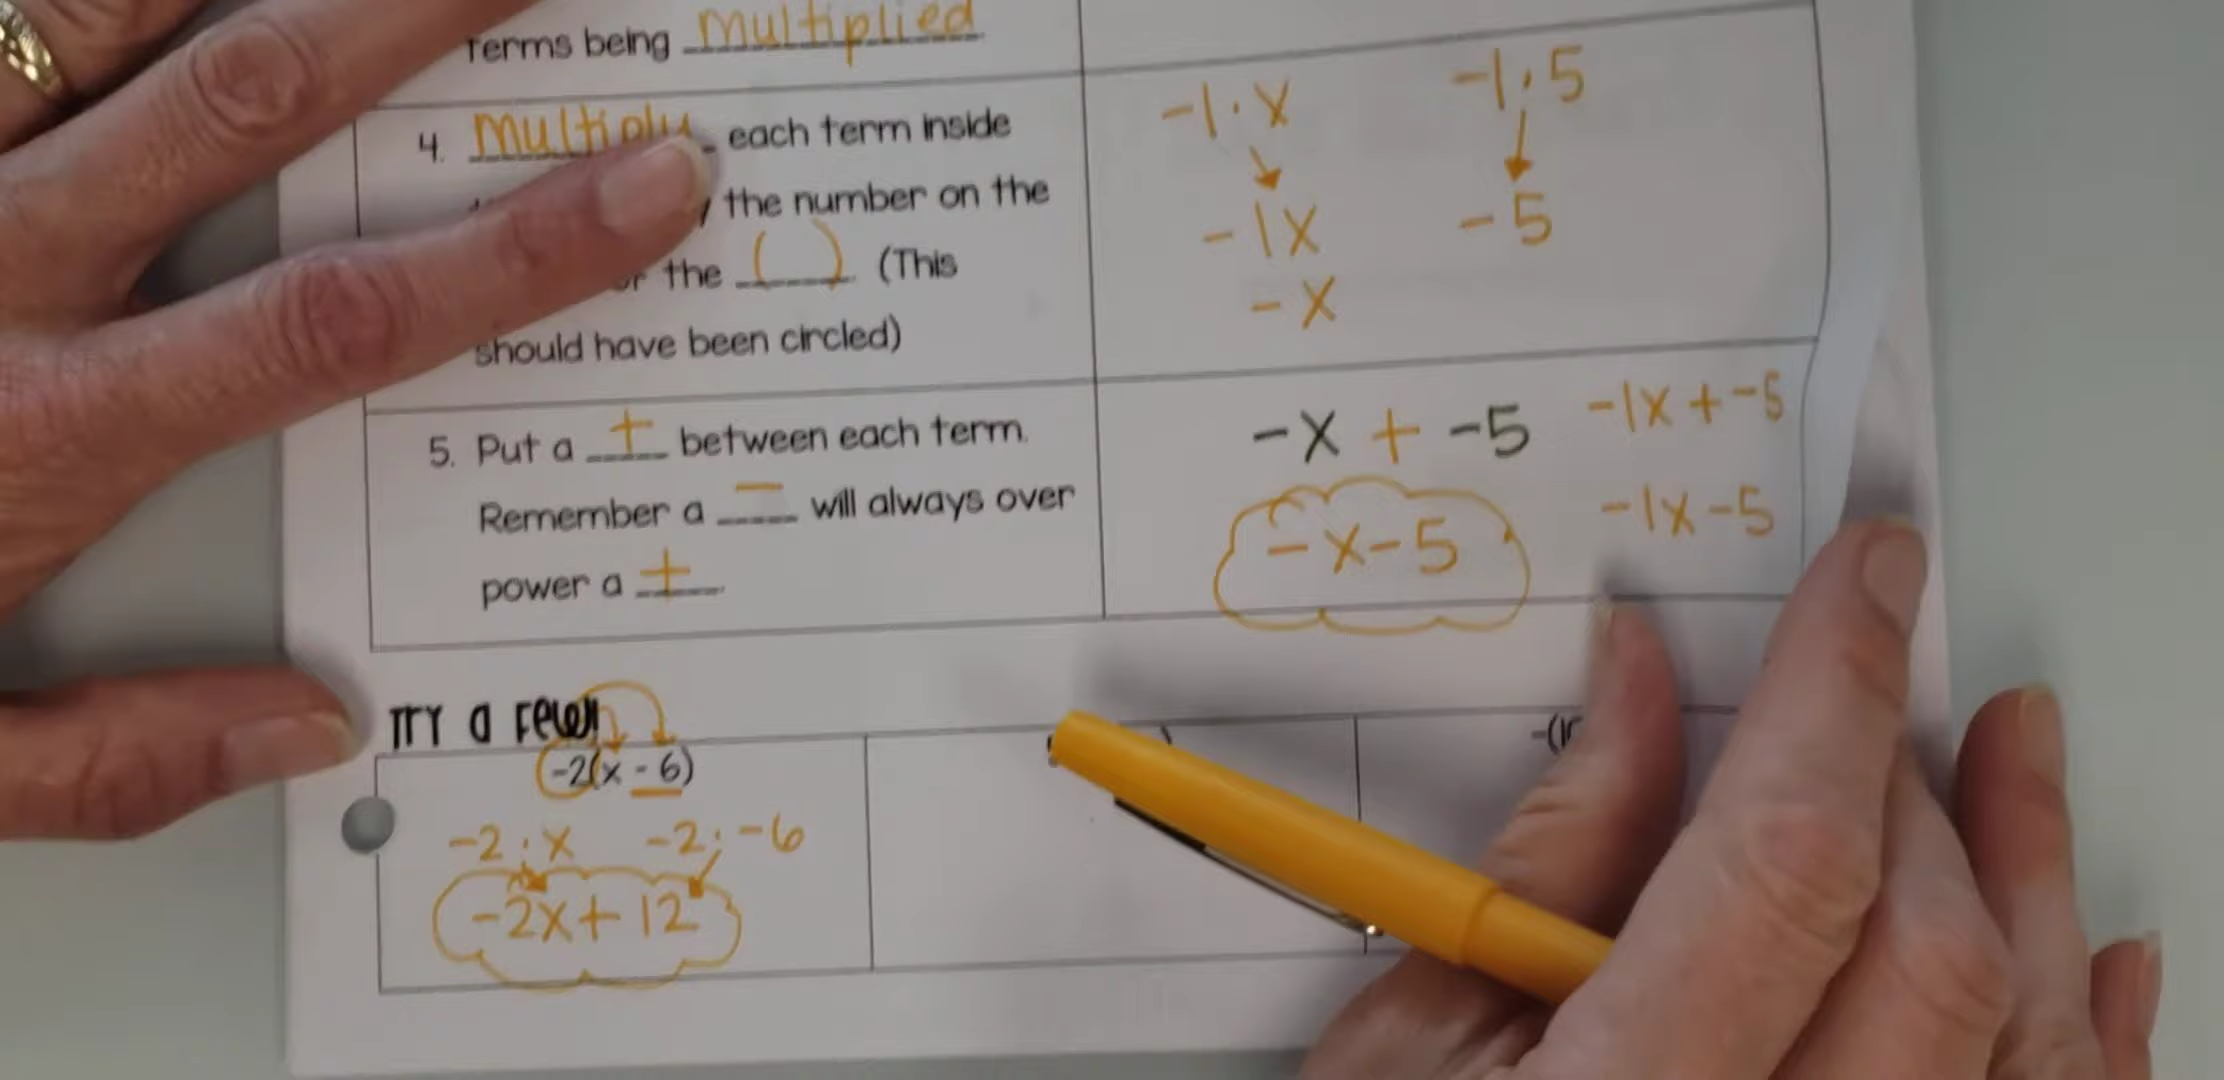 Terms being multiplied
-1 · x
-1 · 5
4. multiply each term inside
the number on the
-1x
-5
the ( ) (This
-x
should have been circled)
5. Put a + between each term.
-x + -5
-1x + -5
Remember a - will always over
-x-5
-1x-5
power a +.
Try a Few!
-2(x - 6)
-2 · x
-2 · -6
-2x + 12